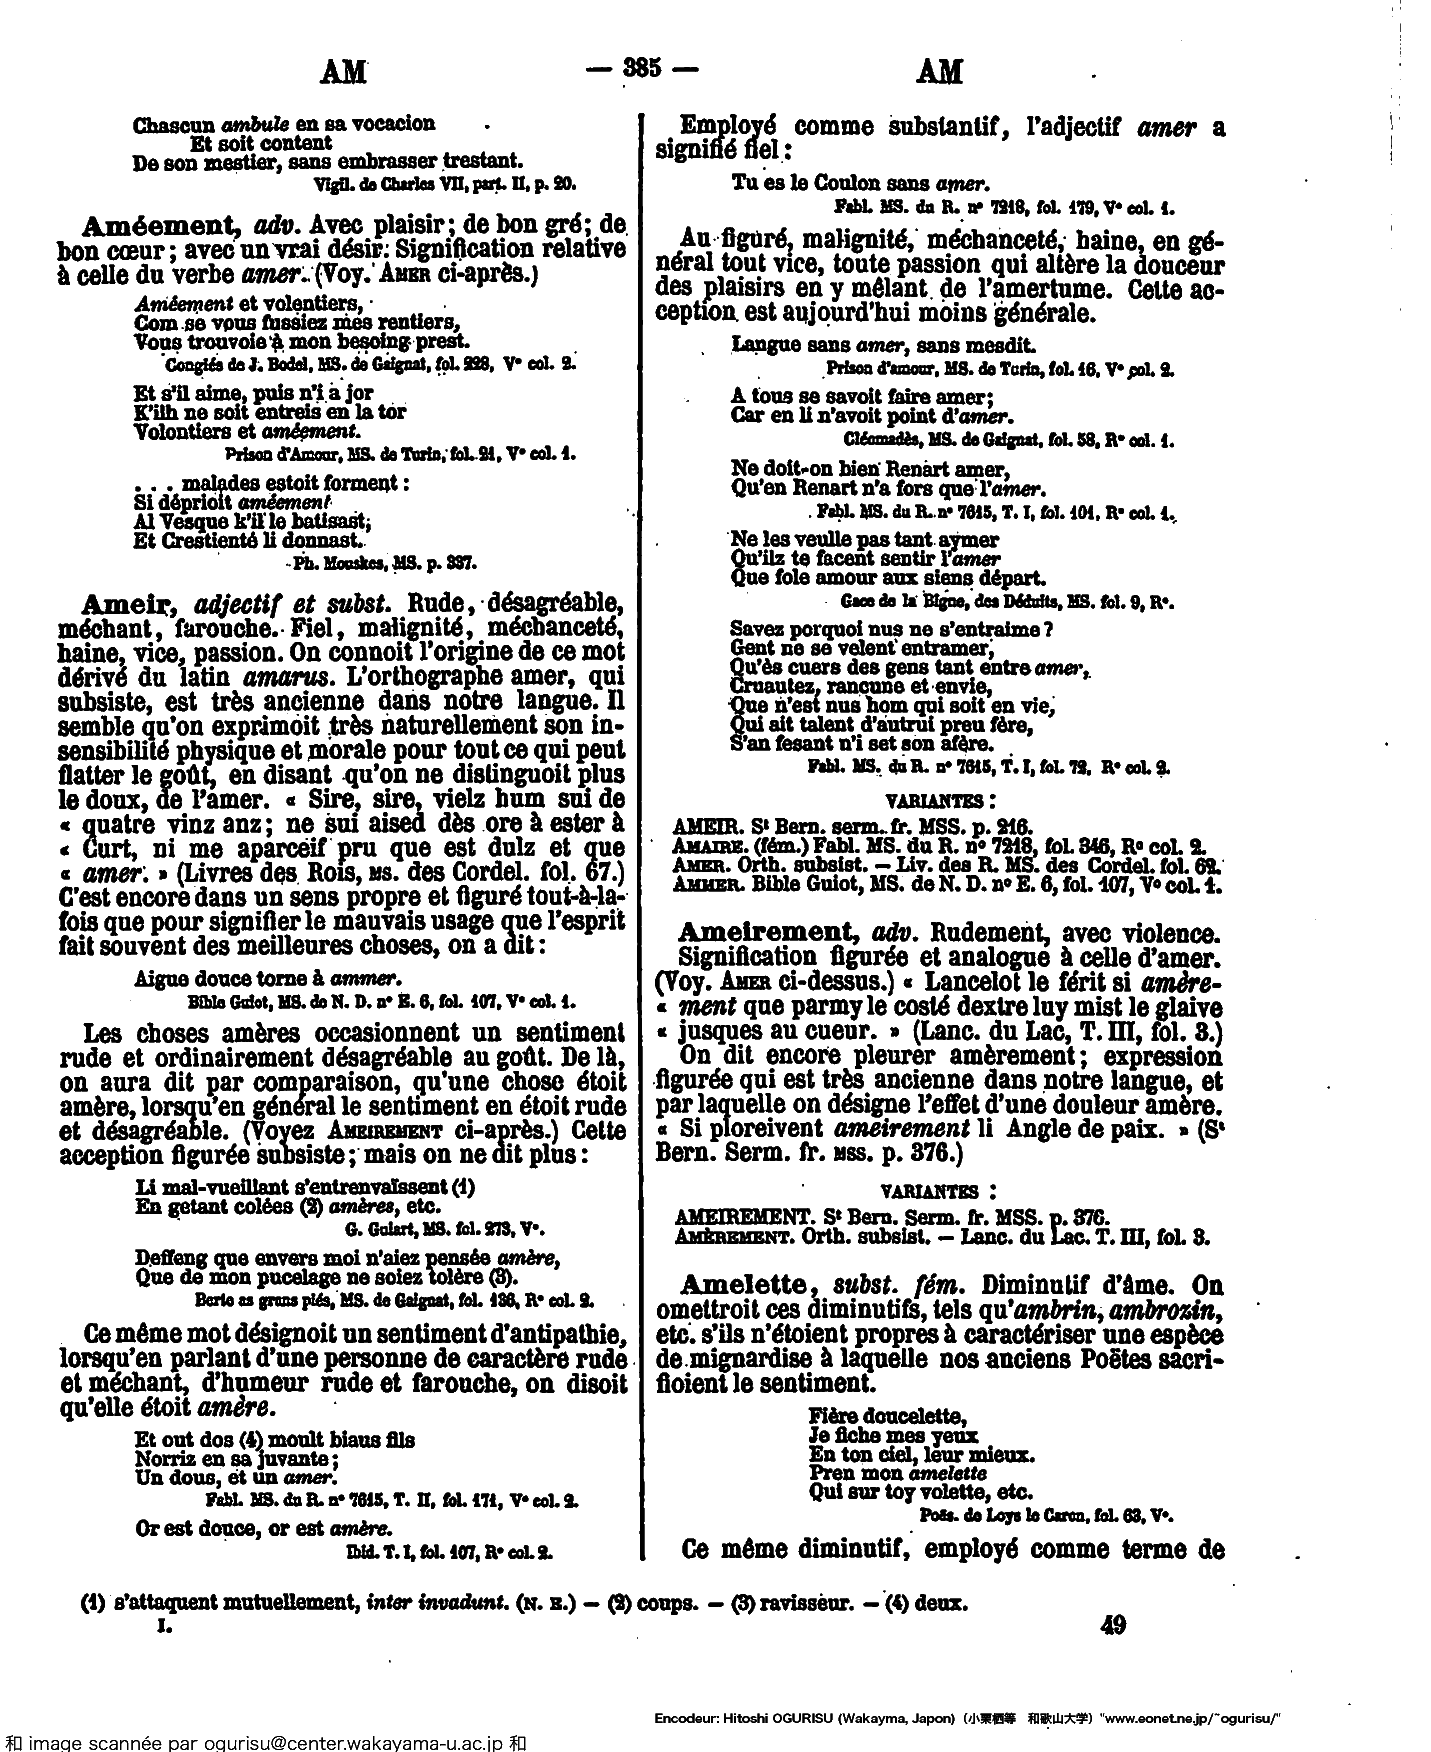 AM — 385 — AM
Chascun ambule en sa vocacion
Et soit content
De son mestier, sans embrasser trestant.
Vigil. de Charles VII, part. II, p. 20.
Améement, adv. Avec plaisir; de bon gré; de
bon cœur; avec un vrai désir. Signification relative
à celle du verbe amer. (Voy. AMER ci-après.)
Améement et volentiers,
Com se vous fussiez mes rentiers,
Vous trouvoie à mon besoing prest.
Congiés de J. Bodel, MS. de Gaignat, fol. 228, V° col. 2.
Et s'il aime, puis n'i a jor
K'ilh ne soit entreis en la tor
Volontiers et améement.
Prison d'Amour, MS. de Turin, fol. 21, V° col. 1.
. . . malades estoit forment :
Si déprioit améement
Al Vesque k'il le batisast;
Et Crestienté li donnast.
Ph. Mouskes, MS. p. 337.
Ameir, adjectif et subst. Rude, désagréable,
méchant, farouche. Fiel, malignité, méchanceté,
haine, vice, passion. On connoit l'origine de ce mot
dérivé du latin amarus. L'orthographe amer, qui
subsiste, est très ancienne dans notre langue. Il
semble qu'on exprimoit très naturellement son in-
sensibilité physique et morale pour tout ce qui peut
flatter le goût, en disant qu'on ne distinguoit plus
le doux, de l'amer. « Sire, sire, vielz hum sui de
« quatre vinz anz; ne sui aised dès ore à ester à
« Curt, ni me aparceif pru que est dulz et que
« amer. » (Livres des Rois, MS. des Cordel. fol. 67.)
C'est encore dans un sens propre et figuré tout-à-la-
fois que pour signifier le mauvais usage que l'esprit
fait souvent des meilleures choses, on a dit :
Aigue douce torne à ammer.
Bible Guiot, MS. de N. D. n° E. 6, fol. 107, V° col. 1.
Les choses amères occasionnent un sentiment
rude et ordinairement désagréable au goût. De là,
on aura dit par comparaison, qu'une chose étoit
amère, lorsqu'en général le sentiment en étoit rude
et désagréable. (Voyez AMEIREMENT ci-après.) Cette
acception figurée subsiste; mais on ne dit plus :
Li mal-vueillant s'entrenvaïssent (1)
En getant colées (2) amères, etc.
G. Guiart, MS. fol. 273, V°.
Deffeng que envers moi n'aiez pensée amère,
Que de mon pucelage ne soiez tolère (3).
Berte as grans piés, MS. de Gaignat, fol. 136, R° col. 2.
Ce même mot désignoit un sentiment d'antipathie,
lorsqu'en parlant d'une personne de caractère rude
et méchant, d'humeur rude et farouche, on disoit
qu'elle étoit amère.
Et out dos (4) moult biaus fils
Norriz en sa juvante;
Un dous, et un amer.
Fabl. MS. du R. n° 7615, T. II, fol. 171, V° col. 2.
Or est douce, or est amère.
Ibid. T. I, fol. 107, R° col. 2.
Employé comme substantif, l'adjectif amer a
signifié fiel :
Tu es le Coulon sans amer.
Fabl. MS. du R. n° 7218, fol. 179, V° col. 1.
Au figuré, malignité, méchanceté, haine, en gé-
néral tout vice, toute passion qui altère la douceur
des plaisirs en y mêlant de l'amertume. Cette ac-
ception est aujourd'hui moins générale.
Langue sans amer, sans mesdit.
Prison d'amour, MS. de Turin, fol. 16, V° col. 2.
A tous se savoit faire amer;
Car en li n'avoit point d'amer.
Cléomadès, MS. de Gaignat, fol. 58, R° col. 1.
Ne doit-on bien Renart amer,
Qu'en Renart n'a fors que l'amer.
Fabl. MS. du R. n° 7615, T. I, fol. 101, R° col. 1.
Ne les veulle pas tant aymer
Qu'ilz te facent sentir l'amer
Que fole amour aux siens départ.
Gace de la Bigne, des Déduits, MS. fol. 9, R°.
Savez porquoi nus ne s'entraime?
Gent ne se velent entramer,
Qu'ès cuers des gens tant entre amer,
Cruautez, rancune et envie,
Que n'est nus hom qui soit en vie,
Qui ait talent d'autrui preu fère,
S'an fesant n'i set son afère.
Fabl. MS. du R. n° 7615, T. I, fol. 72, R° col. 2.
VARIANTES :
AMEIR. St Bern. serm. fr. MSS. p. 216.
AMAIRE. (fém.) Fabl. MS. du R. n° 7218, fol. 346, R° col. 2.
AMER. Orth. subsist. — Liv. des R. MS. des Cordel. fol. 62.
AMMER. Bible Guiot, MS. de N. D. n° E. 6, fol. 107, V° col. 1.
Ameirement, adv. Rudement, avec violence.
Signification figurée et analogue à celle d'amer.
(Voy. AMER ci-dessus.) « Lancelot le férit si amère-
« ment que parmy le costé dextre luy mist le glaive
« jusques au cueur. » (Lanc. du Lac, T. III, fol. 3.)
On dit encore pleurer amèrement; expression
figurée qui est très ancienne dans notre langue, et
par laquelle on désigne l'effet d'une douleur amère.
« Si ploreivent ameirement li Angle de paix. » (St
Bern. Serm. fr. MSS. p. 376.)
VARIANTES :
AMEIREMENT. St Bern. Serm. fr. MSS. p. 376.
AMÈREMENT. Orth. subsist. — Lanc. du Lac. T. III, fol. 3.
Amelette, subst. fém. Diminutif d'âme. On
omettroit ces diminutifs, tels qu'ambrin, ambrozin,
etc. s'ils n'étoient propres à caractériser une espèce
de mignardise à laquelle nos anciens Poëtes sacri-
fioient le sentiment.
Fière doucelette,
Je fiche mes yeux
En ton ciel, leur mieux.
Pren mon amelette
Qui sur toy volette, etc.
Poës. de Loys le Caron, fol. 63, V°.
Ce même diminutif, employé comme terme de
(1) s'attaquent mutuellement, inter invadunt. (N. E.) — (2) coups. — (3) ravisseur. — (4) deux.
I. 49
Encodeur: Hitoshi OGURISU (Wakayma, Japon) (小栗栖等 和歌山大学) "www.eonet.ne.jp/~ogurisu/"
和 image scannée par ogurisu@center.wakayama-u.ac.jp 和